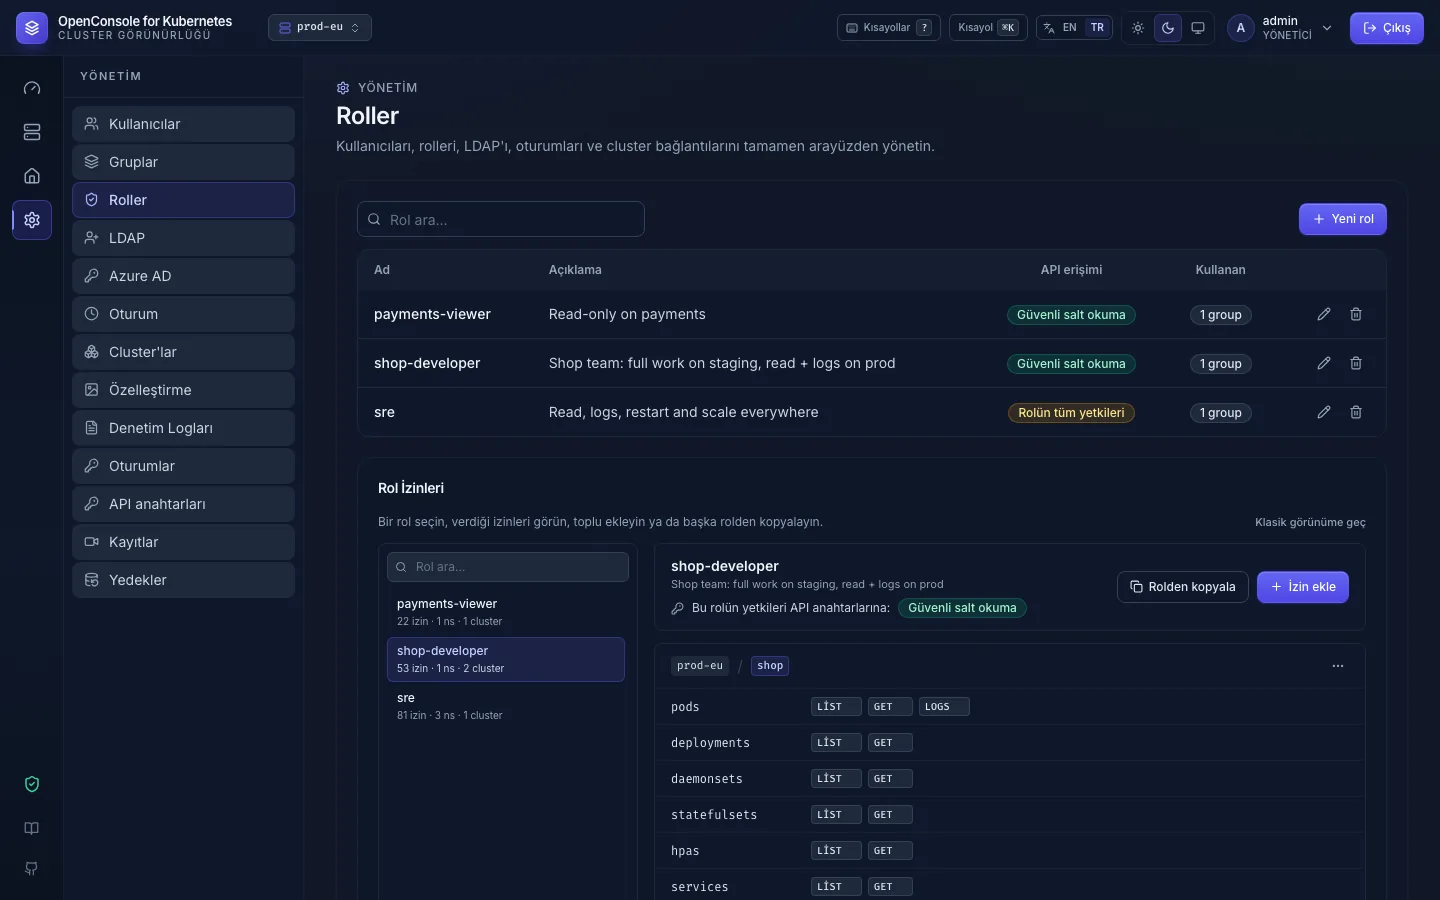 OpenConsole for Kubernetes
CLUSTER GÖRÜNÜRLÜĞÜ
prod-eu
Kısayollar ?
Kısayol ⌘K
EN TR
A
admin
YÖNETİCİ
Çıkış
YÖNETİM
Kullanıcılar
Gruplar
Roller
LDAP
Azure AD
Oturum
Cluster'lar
Özelleştirme
Denetim Logları
Oturumlar
API anahtarları
Kayıtlar
Yedekler
YÖNETİM
Roller
Kullanıcıları, rolleri, LDAP'ı, oturumları ve cluster bağlantılarını tamamen arayüzden yönetin.
Rol ara...
Yeni rol
Ad Açıklama API erişimi Kullanan
payments-viewer Read-only on payments Güvenli salt okuma 1 group
shop-developer Shop team: full work on staging, read + logs on prod Güvenli salt okuma 1 group
sre Read, logs, restart and scale everywhere Rolün tüm yetkileri 1 group
Rol İzinleri
Bir rol seçin, verdiği izinleri görün, toplu ekleyin ya da başka rolden kopyalayın.
Klasik görünüme geç
Rol ara...
payments-viewer
22 izin · 1 ns · 1 cluster
shop-developer
53 izin · 1 ns · 2 cluster
sre
81 izin · 3 ns · 1 cluster
shop-developer
Shop team: full work on staging, read + logs on prod
Bu rolün yetkileri API anahtarlarına: Güvenli salt okuma
Rolden kopyala
İzin ekle
prod-eu / shop
pods LİST GET LOGS
deployments LİST GET
daemonsets LİST GET
statefulsets LİST GET
hpas LİST GET
services LİST GET